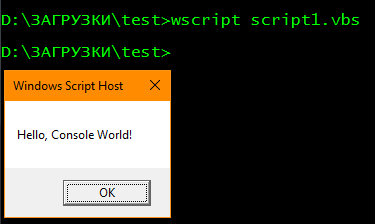 D:\ЗАГРУЗКИ\test>wscript script1.vbs
D:\ЗАГРУЗКИ\test>
Windows Script Host
Hello, Console World!
OK